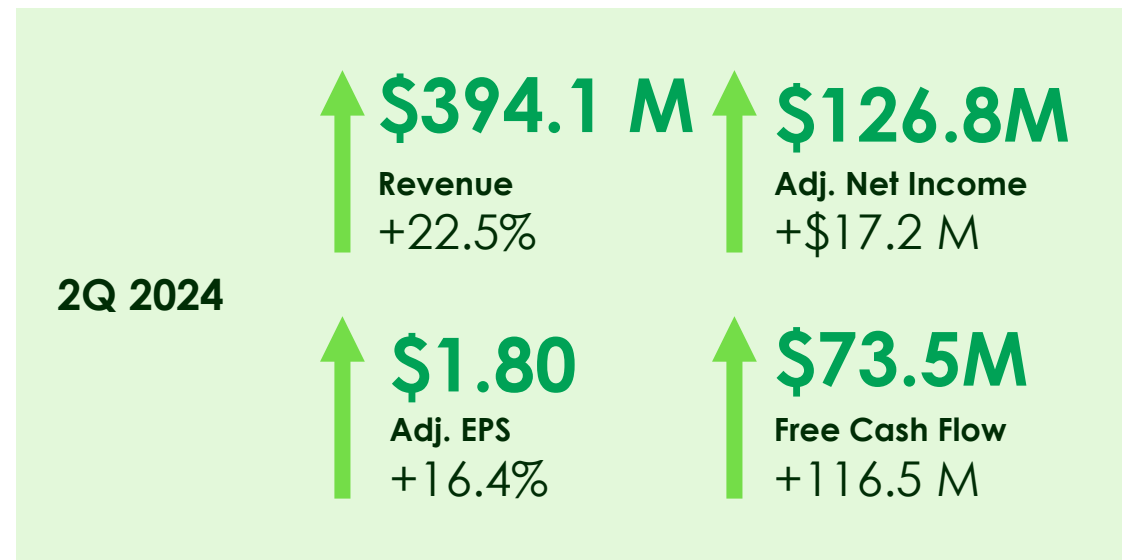 2Q 2024
$394.1 M
Revenue
+22.5%
$126.8M
Adj. Net Income
+$17.2 M
$1.80
Adj. EPS
+16.4%
$73.5M
Free Cash Flow
+116.5 M